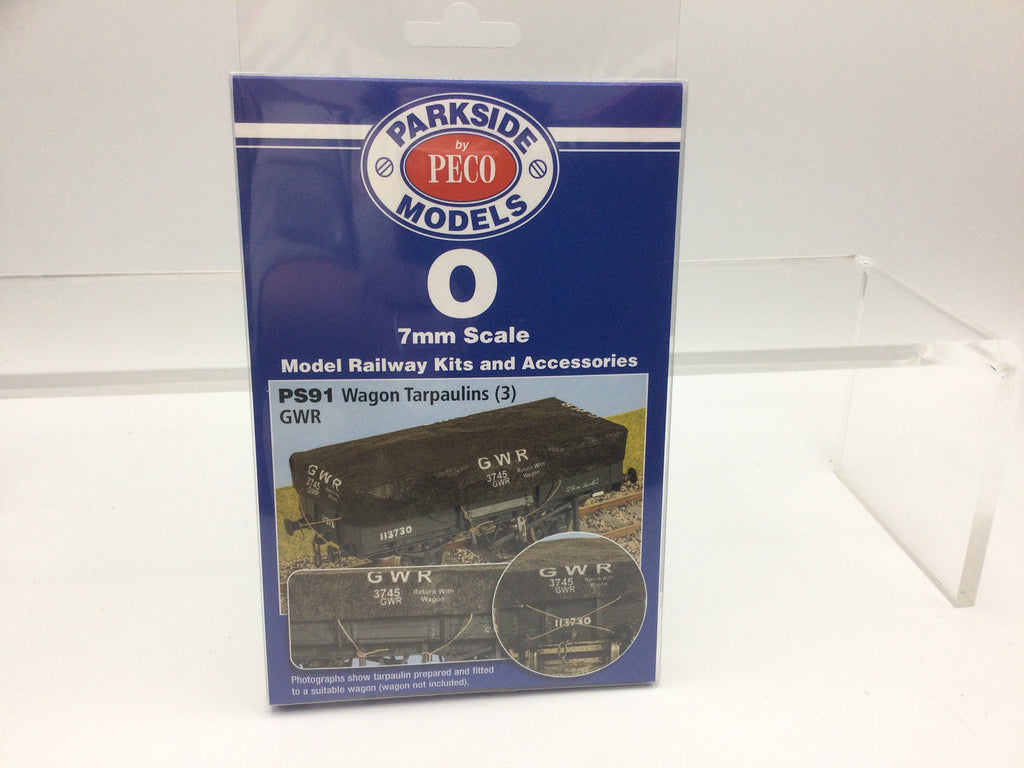 PARKSIDE
by
PECO
MODELS
O
7mm Scale
Model Railway Kits and Accessories
PS91 Wagon Tarpaulins (3)
GWR
GWR
3745
GWR
GWR
3745
GWR
Return With
Wagon
113730
GWR
3745
GWR
Return With
Wagon
GWR
3745
GWR
Return With
Wagon
113730
Photographs show tarpaulin prepared and fitted
to a suitable wagon (wagon not included).